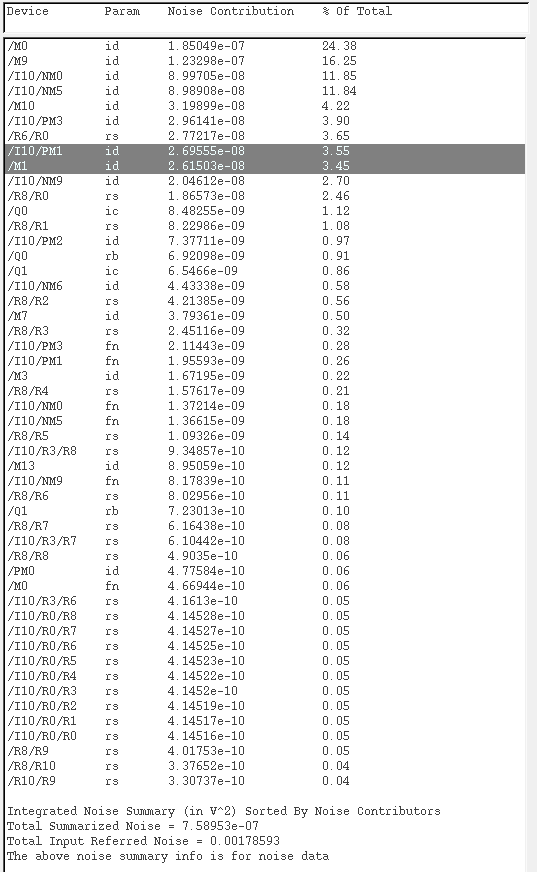 Device Param Noise Contribution % Of Total
/M0 id 1.85049e-07 24.38
/M9 id 1.23298e-07 16.25
/I10/NM0 id 8.99705e-08 11.85
/I10/NM5 id 8.98908e-08 11.84
/M10 id 3.19899e-08 4.22
/I10/PM3 id 2.96141e-08 3.90
/R6/R0 rs 2.77217e-08 3.65
/I10/PM1 id 2.69555e-08 3.55
/M1 id 2.61503e-08 3.45
/I10/NM9 id 2.04612e-08 2.70
/R8/R0 rs 1.86573e-08 2.46
/Q0 ic 8.48255e-09 1.12
/R8/R1 rs 8.22986e-09 1.08
/I10/PM2 id 7.37711e-09 0.97
/Q0 rb 6.92098e-09 0.91
/Q1 ic 6.5466e-09 0.86
/I10/NM6 id 4.43338e-09 0.58
/R8/R2 rs 4.21385e-09 0.56
/M7 id 3.79361e-09 0.50
/R8/R3 rs 2.45116e-09 0.32
/I10/PM3 fn 2.11443e-09 0.28
/I10/PM1 fn 1.95593e-09 0.26
/M3 id 1.67195e-09 0.22
/R8/R4 rs 1.57617e-09 0.21
/I10/NM0 fn 1.37214e-09 0.18
/I10/NM5 fn 1.36615e-09 0.18
/R8/R5 rs 1.09326e-09 0.14
/I10/R3/R8 rs 9.34857e-10 0.12
/M13 id 8.95059e-10 0.12
/I10/NM9 fn 8.17839e-10 0.11
/R8/R6 rs 8.02956e-10 0.11
/Q1 rb 7.23013e-10 0.10
/R8/R7 rs 6.16438e-10 0.08
/I10/R3/R7 rs 6.10442e-10 0.08
/R8/R8 rs 4.9035e-10 0.06
/PM0 id 4.77584e-10 0.06
/M0 fn 4.66944e-10 0.06
/I10/R3/R6 rs 4.1613e-10 0.05
/I10/R0/R8 rs 4.14528e-10 0.05
/I10/R0/R7 rs 4.14527e-10 0.05
/I10/R0/R6 rs 4.14525e-10 0.05
/I10/R0/R5 rs 4.14523e-10 0.05
/I10/R0/R4 rs 4.14522e-10 0.05
/I10/R0/R3 rs 4.1452e-10 0.05
/I10/R0/R2 rs 4.14519e-10 0.05
/I10/R0/R1 rs 4.14517e-10 0.05
/I10/R0/R0 rs 4.14516e-10 0.05
/R8/R9 rs 4.01753e-10 0.05
/R8/R10 rs 3.37652e-10 0.04
/R10/R9 rs 3.30737e-10 0.04
Integrated Noise Summary (in V^2) Sorted By Noise Contributors
Total Summarized Noise = 7.58953e-07
Total Input Referred Noise = 0.00178593
The above noise summary info is for noise data